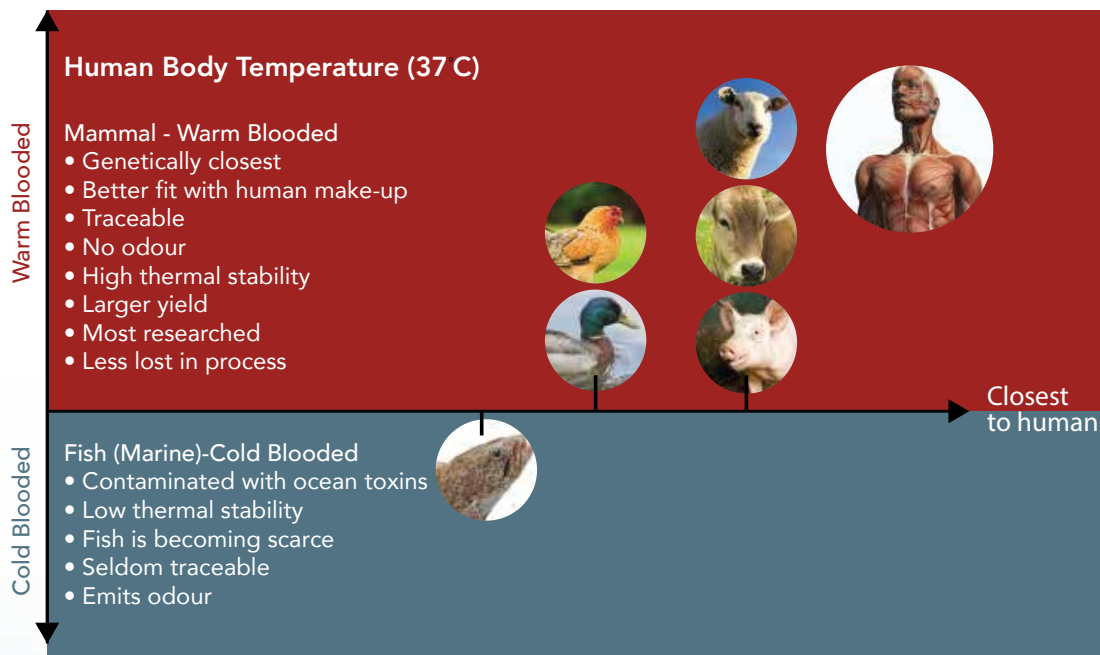 Human Body Temperature (37°C)
Mammal - Warm Blooded
• Genetically closest
• Better fit with human make-up
• Traceable
• No odour
• High thermal stability
• Larger yield
• Most researched
• Less lost in process
Warm Blooded
Closest
to human
Fish (Marine)-Cold Blooded
• Contaminated with ocean toxins
• Low thermal stability
• Fish is becoming scarce
• Seldom traceable
• Emits odour
Cold Blooded